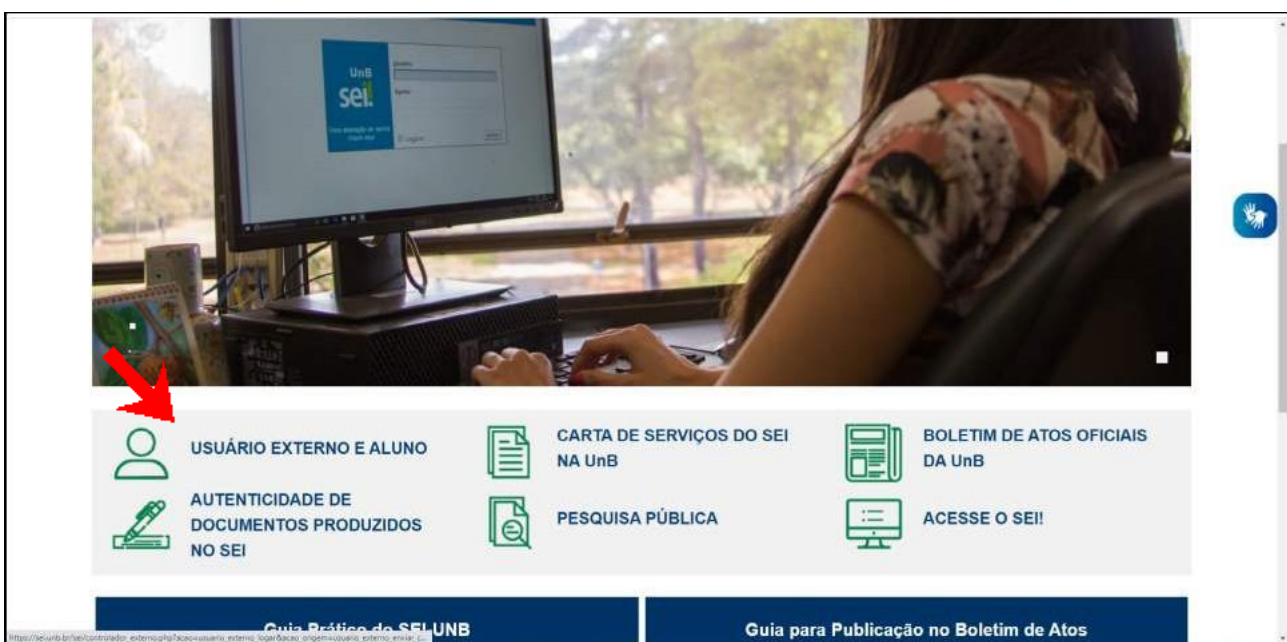 UnB
sei!
USUÁRIO EXTERNO E ALUNO
CARTA DE SERVIÇOS DO SEI
NA UnB
BOLETIM DE ATOS OFICIAIS
DA UnB
AUTENTICIDADE DE
DOCUMENTOS PRODUZIDOS
NO SEI
PESQUISA PÚBLICA
ACESSE O SEI!
Guia Prático do SEI-UNB
Guia para Publicação no Boletim de Atos